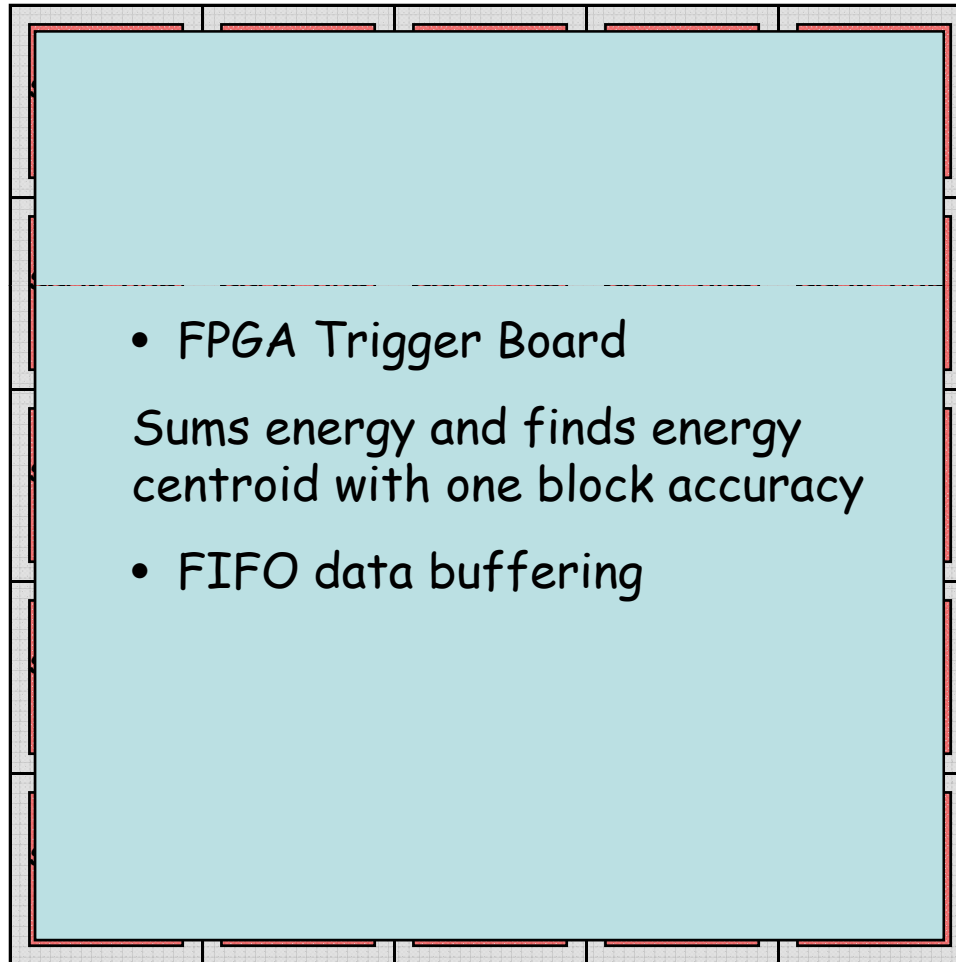 • FPGA Trigger Board
Sums energy and finds energy
centroid with one block accuracy
• FIFO data buffering